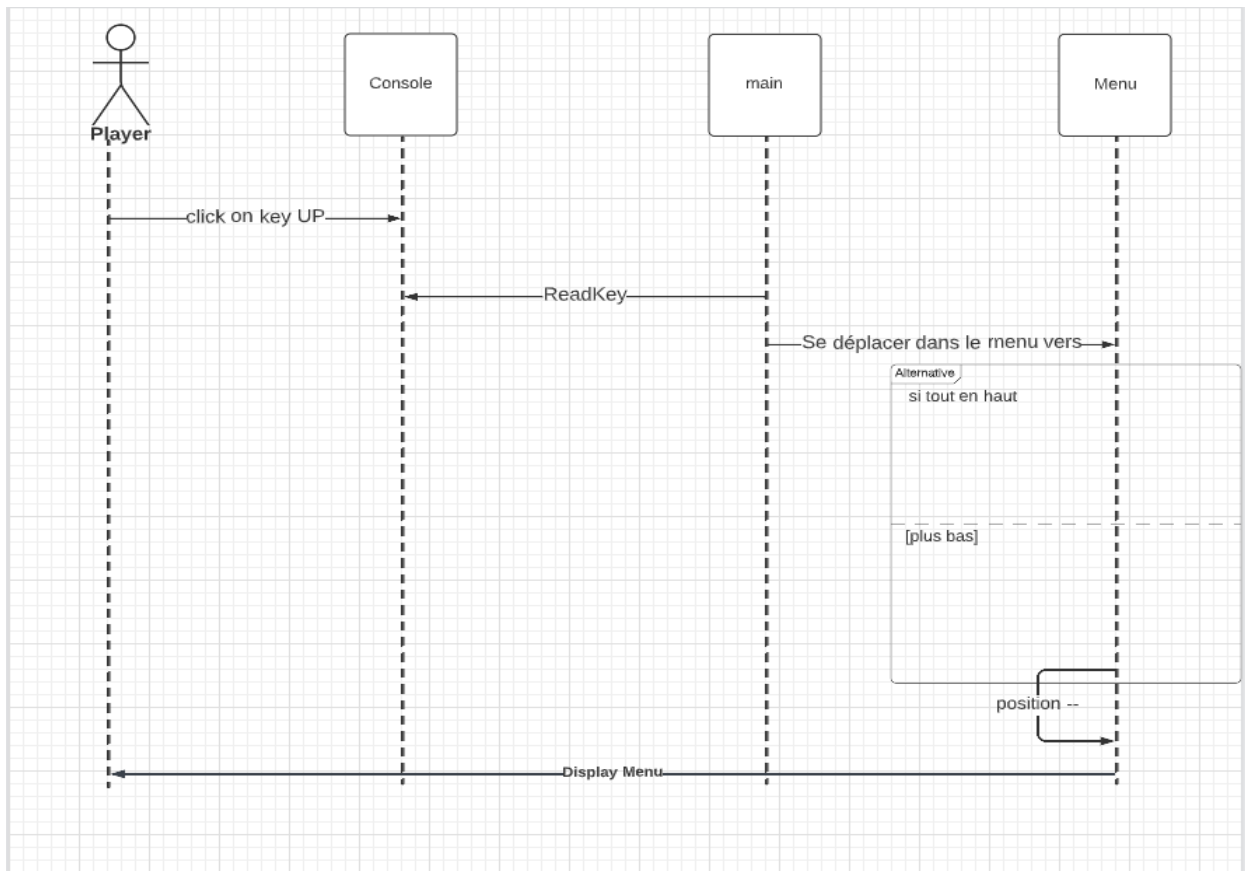 Player
Console
main
Menu
click on key UP
ReadKey
Se déplacer dans le menu vers
Alternative
si tout en haut
[plus bas]
position --
Display Menu